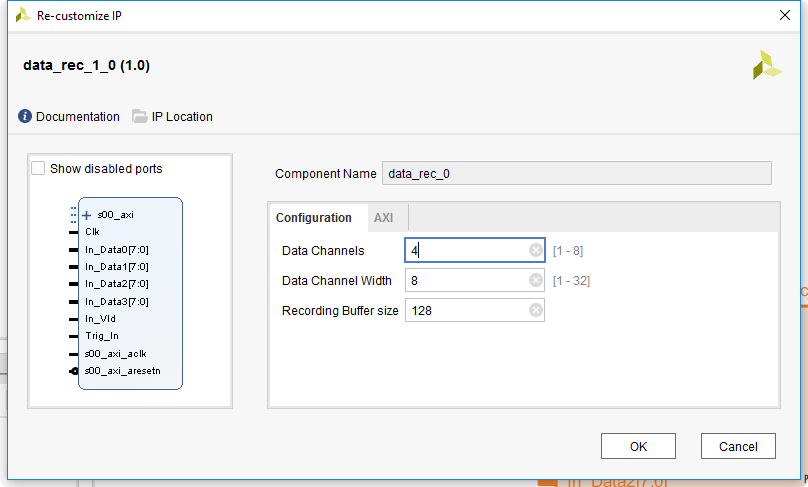 Re-customize IP
data_rec_1_0 (1.0)
Documentation
IP Location
Show disabled ports
s00_axi
Clk
In_Data0[7:0]
In_Data1[7:0]
In_Data2[7:0]
In_Data3[7:0]
In_Vld
Trig_In
s00_axi_aclk
s00_axi_aresetn
Component Name data_rec_0
Configuration AXI
Data Channels 4 [1 - 8]
Data Channel Width 8 [1 - 32]
Recording Buffer size 128
OK Cancel
In_Data2[7:0]